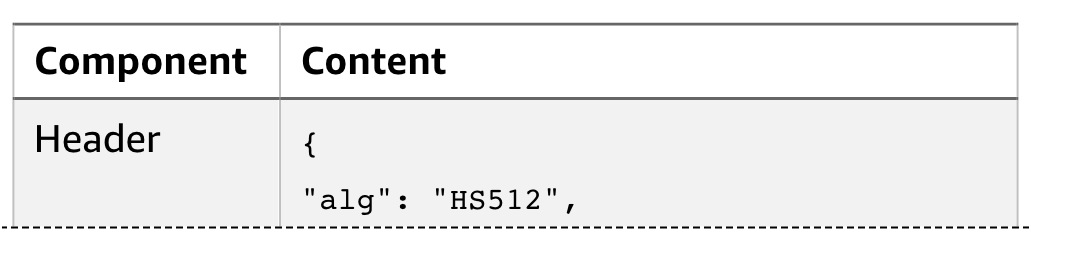 Component Content
Header {
"alg": "HS512",